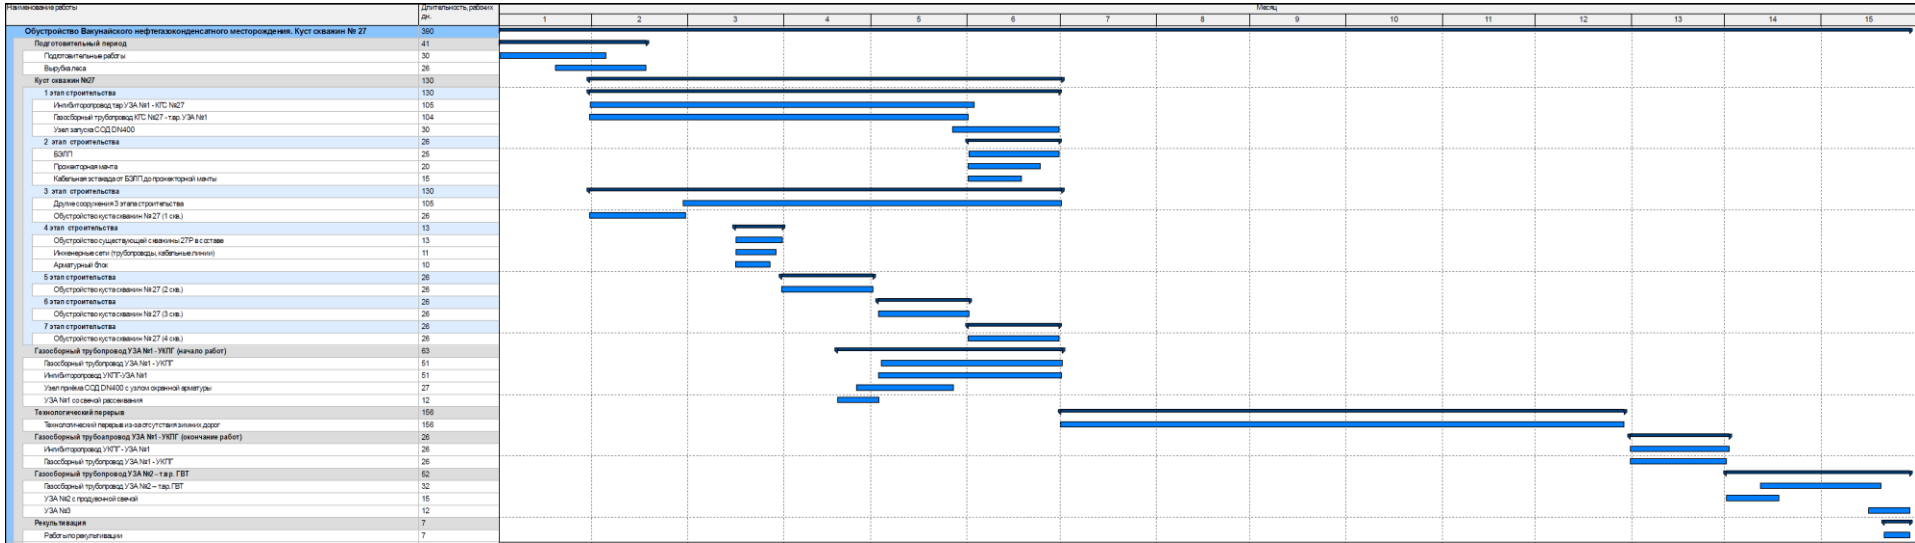 Наименование работы Длительность, рабочих дн. Месяц
1 2 3 4 5 6 7 8 9 10 11 12 13 14 15
Обустройство Вакунайского нефтегазоконденсатного месторождения. Куст скважин № 27 390
Подготовительный период 41
Подготовительные работы 30
Вырубка леса 26
Куст скважин №27 130
1 этап строительства 130
Ингибиторопровод т.вр УЗА №1 - КГС №27 105
Газосборный трубопровод КГС №27 - т.вр. УЗА №1 104
Узел запуска СОД DN400 30
2 этап строительства 26
БЭЛП 25
Прожекторная мачта 20
Кабельная эстакада от БЭЛП до прожекторной мачты 15
3 этап строительства 130
Другие сооружения 3 этапа строительства 105
Обустройство куста скважин № 27 (1 скв.) 26
4 этап строительства 13
Обустройство существующей скважины 27Р в составе 13
Инженерные сети (трубопроводы, кабельные линии) 11
Арматурный блок 10
5 этап строительства 26
Обустройство куста скважин № 27 (2 скв.) 26
6 этап строительства 26
Обустройство куста скважин № 27 (3 скв.) 26
7 этап строительства 26
Обустройство куста скважин № 27 (4 скв.) 26
Газосборный трубопровод УЗА №1 - УКПГ (начало работ) 63
Газосборный трубопровод УЗА №1 - УКПГ 51
Ингибиторопровод УКПГ-УЗА №1 51
Узел приёма СОД DN400 с узлом охранной арматуры 27
УЗА №1 со свечой рассеивания 12
Технологический перерыв 156
Технологический перерыв из-за отсутствия зимних дорог 156
Газосборный трубоапровод УЗА №1 - УКПГ (окончание работ) 26
Ингибиторопровод УКПГ - УЗА №1 26
Газосборный трубопровод УЗА №1 - УКПГ 26
Газосборный трубопровод УЗА №2 – т.вр. ГВТ 52
Газосборный трубопровод УЗА №2 – т.вр. ГВТ 32
УЗА №2 с продувочной свечой 15
УЗА №3 12
Рекультивация 7
Работы по рекультивации 7